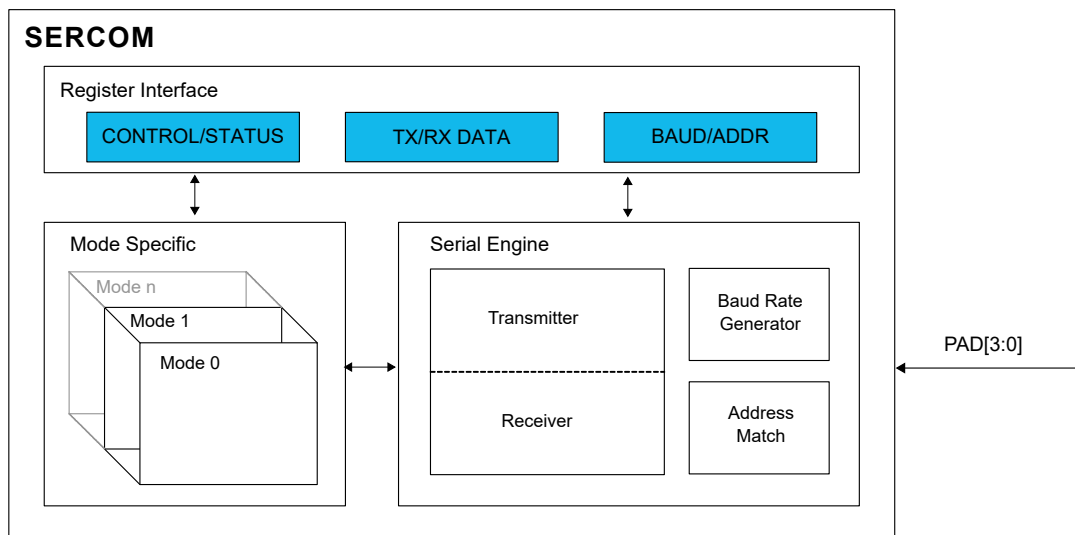 SERCOM
Register Interface
CONTROL/STATUS
TX/RX DATA
BAUD/ADDR
Mode Specific
Mode n
Mode 1
Mode 0
Serial Engine
Transmitter
Receiver
Baud Rate
Generator
Address
Match
PAD[3:0]